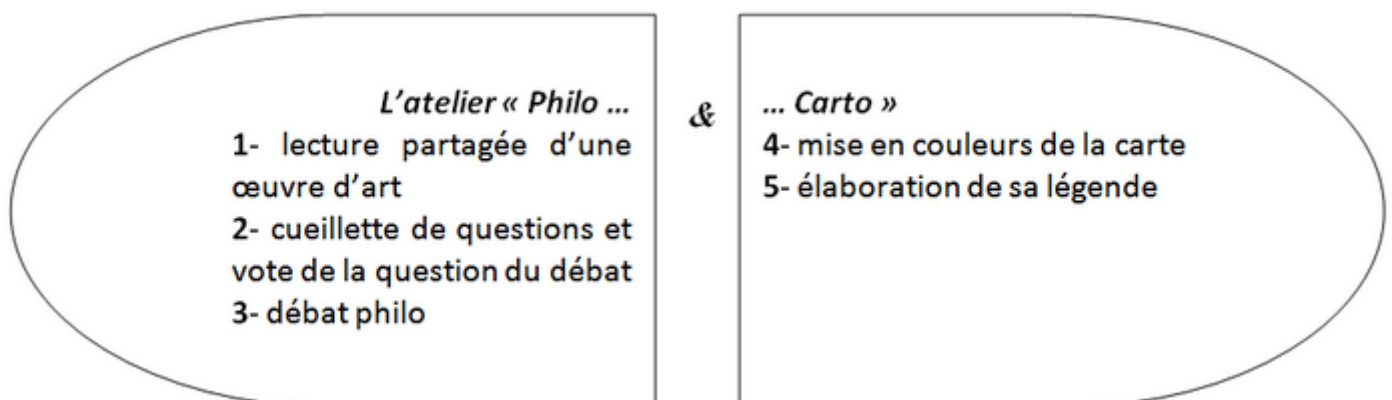 L’atelier « Philo ...
1- lecture partagée d’une
œuvre d’art
2- cueillette de questions et
vote de la question du débat
3- débat philo
&
... Carto »
4- mise en couleurs de la carte
5- élaboration de sa légende